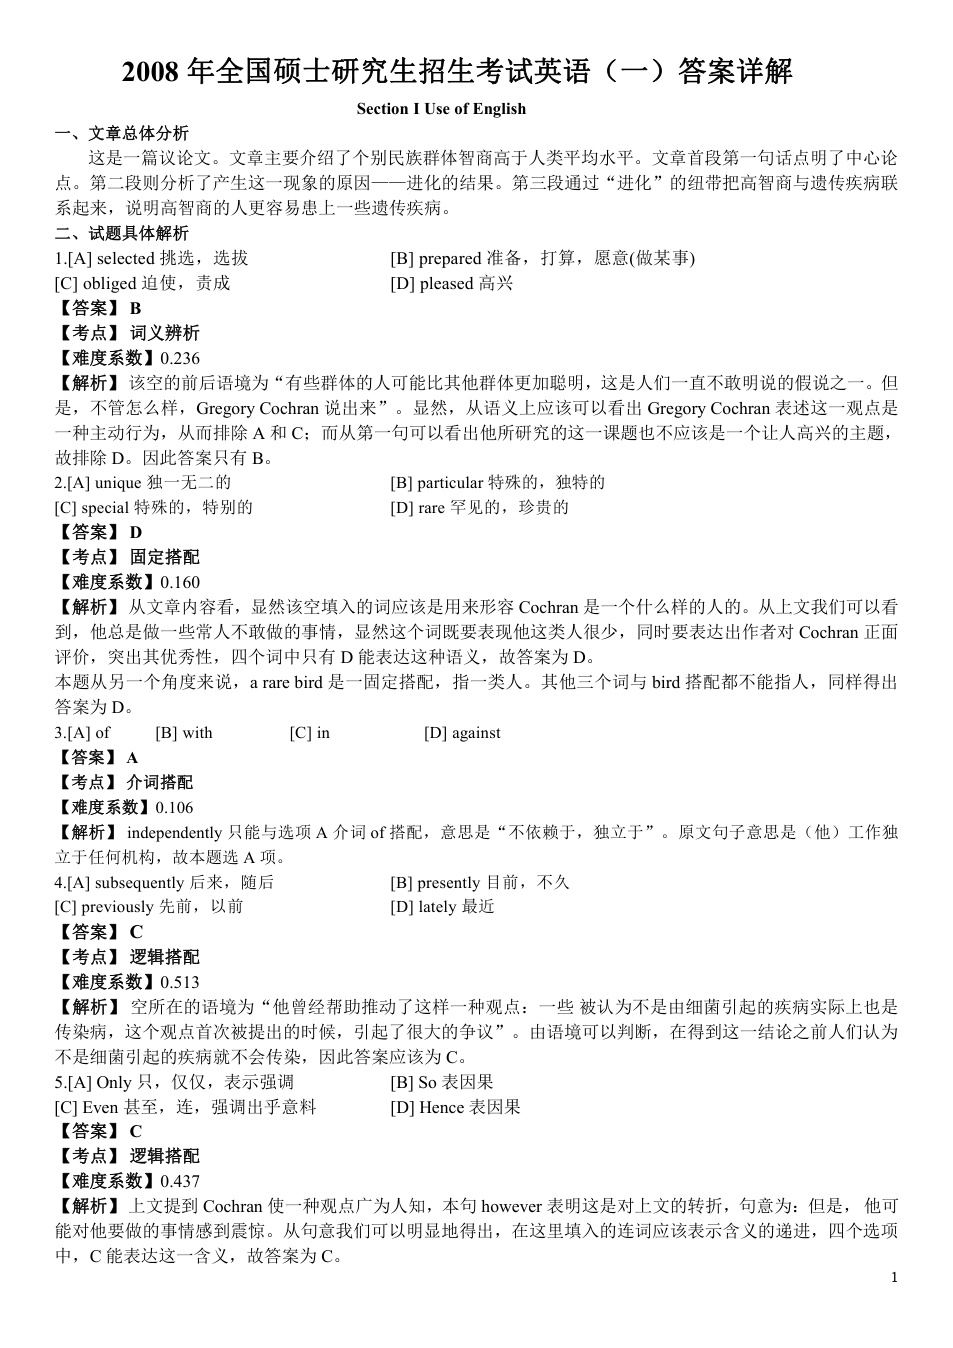 2008 年全国硕士研究生招生考试英语（一）答案详解
Section I Use of English
一、文章总体分析
这是一篇议论文。文章主要介绍了个别民族群体智商高于人类平均水平。文章首段第一句话点明了中心论
点。第二段则分析了产生这一现象的原因——进化的结果。第三段通过“进化”的纽带把高智商与遗传疾病联
系起来，说明高智商的人更容易患上一些遗传疾病。
二、试题具体解析
1.[A] selected 挑选，选拔 [B] prepared 准备，打算，愿意(做某事)
[C] obliged 迫使，责成 [D] pleased 高兴
【答案】 B
【考点】 词义辨析
【难度系数】0.236
【解析】 该空的前后语境为“有些群体的人可能比其他群体更加聪明，这是人们一直不敢明说的假说之一。但
是，不管怎么样，Gregory Cochran 说出来”。显然，从语义上应该可以看出 Gregory Cochran 表述这一观点是
一种主动行为，从而排除 A 和 C；而从第一句可以看出他所研究的这一课题也不应该是一个让人高兴的主题，
故排除 D。因此答案只有 B。
2.[A] unique 独一无二的 [B] particular 特殊的，独特的
[C] special 特殊的，特别的 [D] rare 罕见的，珍贵的
【答案】 D
【考点】 固定搭配
【难度系数】0.160
【解析】 从文章内容看，显然该空填入的词应该是用来形容 Cochran 是一个什么样的人的。从上文我们可以看
到，他总是做一些常人不敢做的事情，显然这个词既要表现他这类人很少，同时要表达出作者对 Cochran 正面
评价，突出其优秀性，四个词中只有 D 能表达这种语义，故答案为 D。
本题从另一个角度来说，a rare bird 是一固定搭配，指一类人。其他三个词与 bird 搭配都不能指人，同样得出
答案为 D。
3.[A] of [B] with [C] in [D] against
【答案】 A
【考点】 介词搭配
【难度系数】0.106
【解析】 independently 只能与选项 A 介词 of 搭配，意思是“不依赖于，独立于”。原文句子意思是（他）工作独
立于任何机构，故本题选 A 项。
4.[A] subsequently 后来，随后 [B] presently 目前，不久
[C] previously 先前，以前 [D] lately 最近
【答案】 C
【考点】 逻辑搭配
【难度系数】0.513
【解析】 空所在的语境为“他曾经帮助推动了这样一种观点：一些 被认为不是由细菌引起的疾病实际上也是
传染病，这个观点首次被提出的时候，引起了很大的争议”。由语境可以判断，在得到这一结论之前人们认为
不是细菌引起的疾病就不会传染，因此答案应该为 C。
5.[A] Only 只，仅仅，表示强调 [B] So 表因果
[C] Even 甚至，连，强调出乎意料 [D] Hence 表因果
【答案】 C
【考点】 逻辑搭配
【难度系数】0.437
【解析】 上文提到 Cochran 使一种观点广为人知，本句 however 表明这是对上文的转折，句意为：但是， 他可
能对他要做的事情感到震惊。从句意我们可以明显地得出，在这里填入的连词应该表示含义的递进，四个选项
中，C 能表达这一含义，故答案为 C。
1